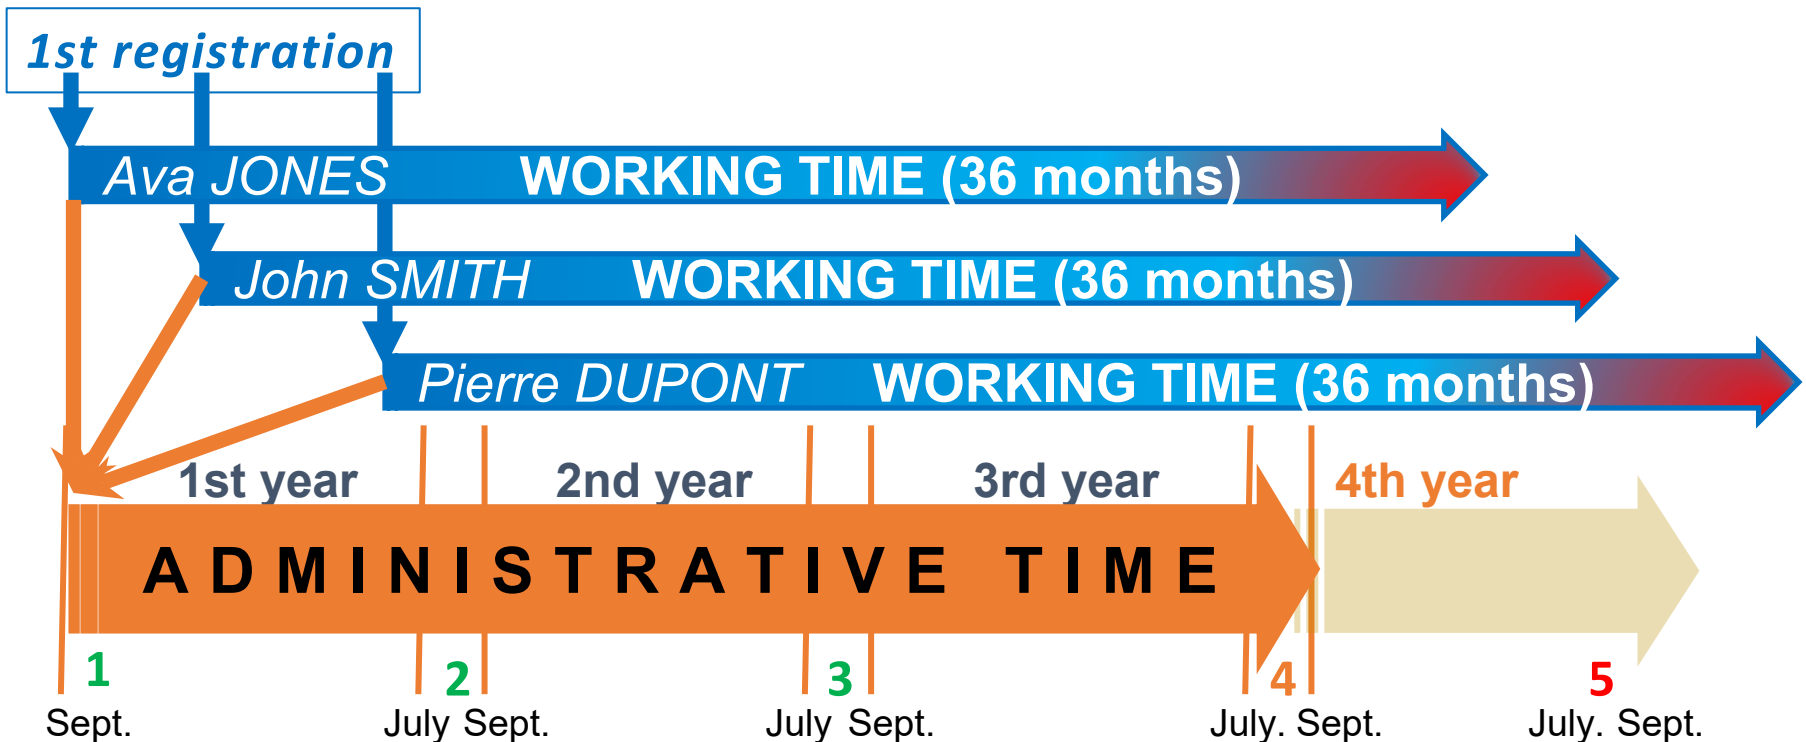 1st registration
Ava JONES WORKING TIME (36 months)
John SMITH WORKING TIME (36 months)
Pierre DUPONT WORKING TIME (36 months)
1st year 2nd year 3rd year 4th year
ADMINISTRATIVE TIME
1 2 3 4 5
Sept. July Sept. July Sept. July. Sept. July. Sept.